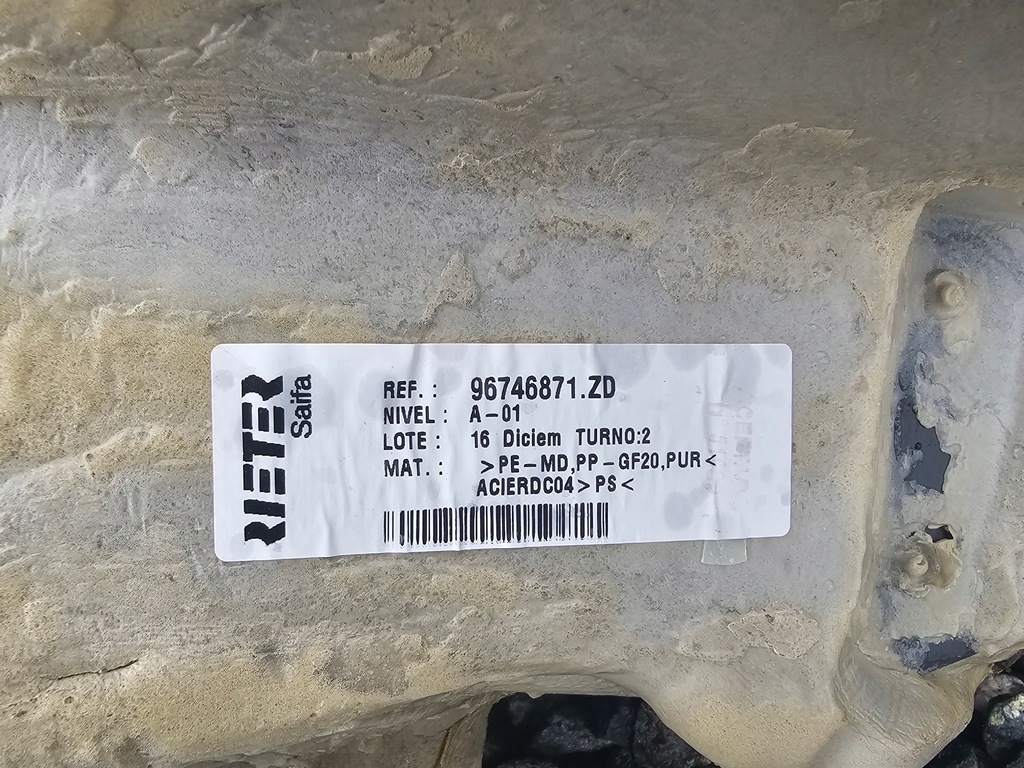 RIETER
Saifa
REF. : 96746871.ZD
NIVEL : A-01
LOTE : 16 Diciem TURNO:2
MAT. : >PE-MD,PP-GF20,PUR<
ACIERDC04>PS<